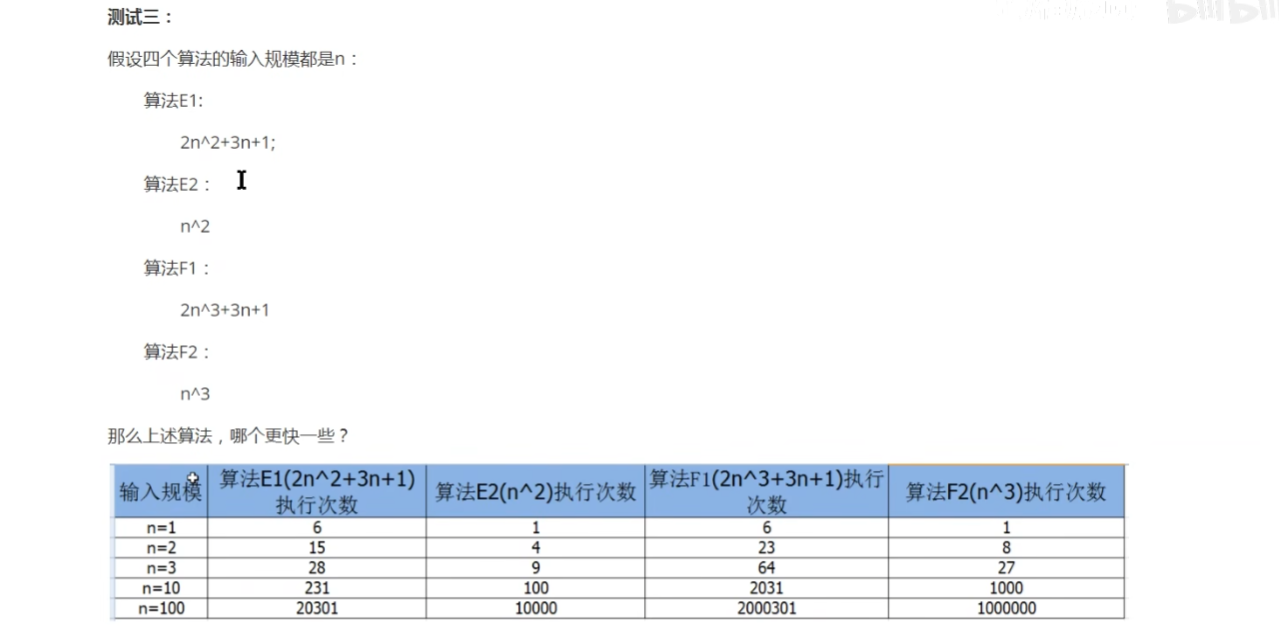 测试三：
假设四个算法的输入规模都是n：
算法E1:
2n^2+3n+1;
算法E2：
n^2
算法F1：
2n^3+3n+1
算法F2：
n^3
那么上述算法，哪个更快一些？
输入规模 算法E1(2n^2+3n+1)执行次数 算法E2(n^2)执行次数 算法F1(2n^3+3n+1)执行次数 算法F2(n^3)执行次数
n=1 6 1 6 1
n=2 15 4 23 8
n=3 28 9 64 27
n=10 231 100 2031 1000
n=100 20301 10000 2000301 1000000